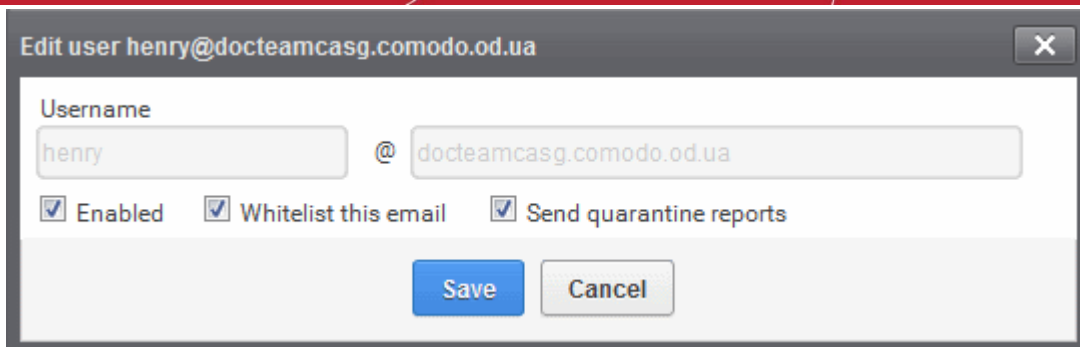 Edit user henry@docteamcasg.comodo.od.ua
Username
henry @ docteamcasg.comodo.od.ua
Enabled Whitelist this email Send quarantine reports
Save Cancel